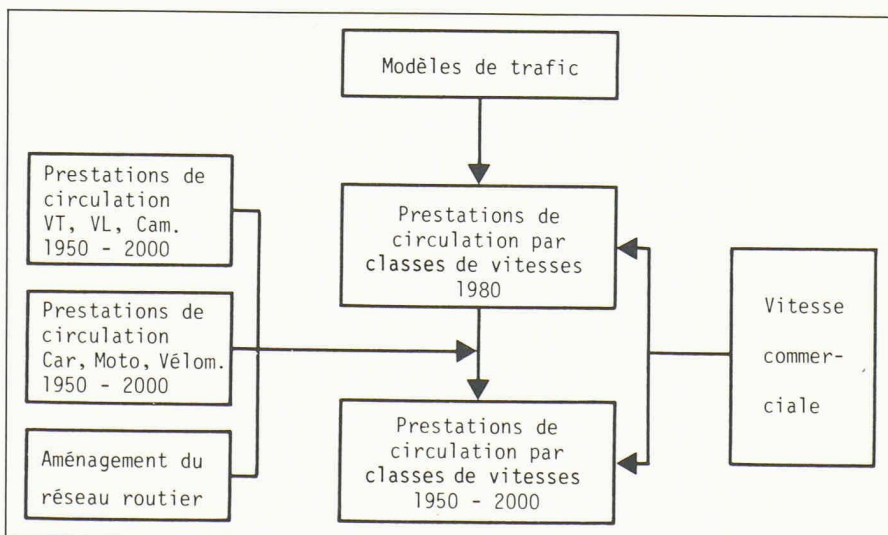 Modèles de trafic
Prestations de
circulation
VT, VL, Cam.
1950 - 2000
Prestations de
circulation
Car, Moto, Vélom.
1950 - 2000
Aménagement du
réseau routier
Prestations de
circulation par
classes de vitesses
1980
Prestations de
circulation par
classes de vitesses
1950 - 2000
Vitesse
commer-
ciale